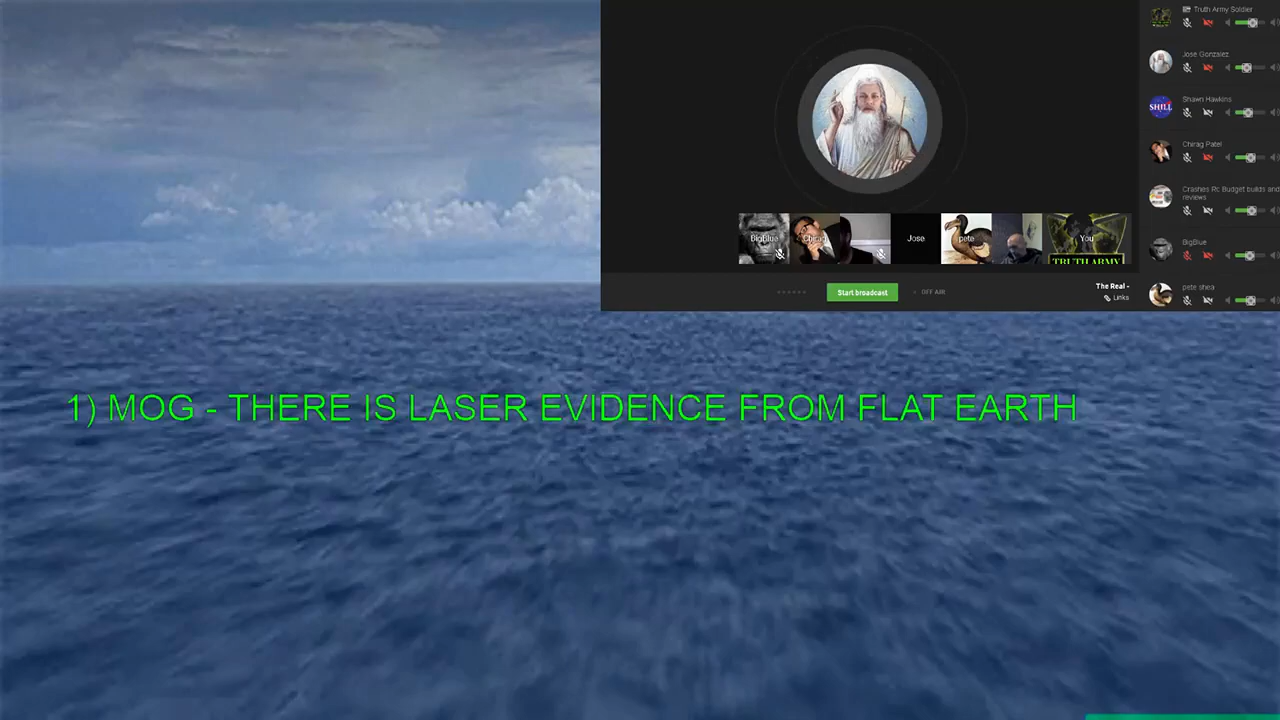 Truth Army Soldier
Jose Gonzalez
Shawn Hawkins
SHILL
Chirag Patel
Crashes Rc Budget builds and
reviews
BigBlue
pete shea
BigBlue
Chirag
Jose
pete
You
TRUTH ARMY
Start broadcast
OFF AIR
The Real -
Links
1) MOG - THERE IS LASER EVIDENCE FROM FLAT EARTH